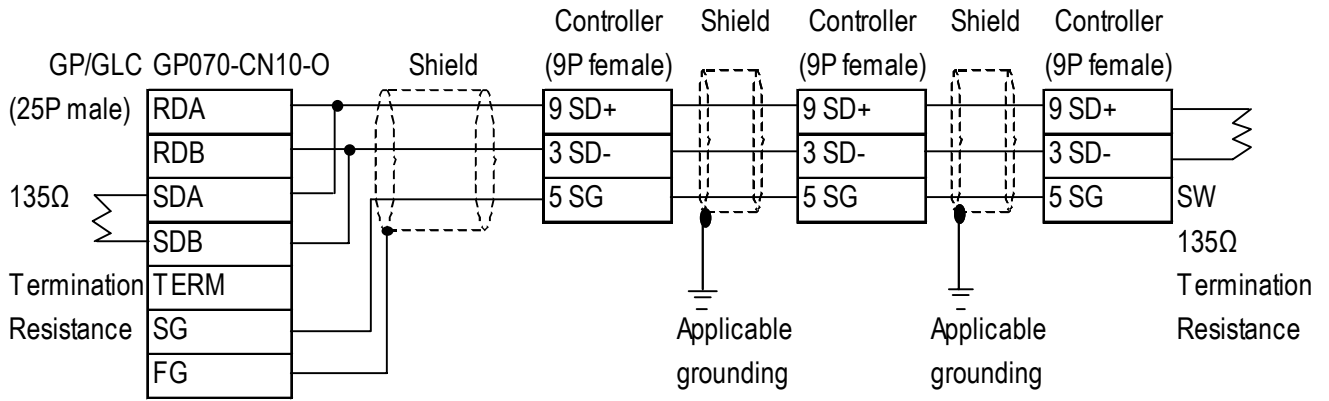 Controller Shield Controller Shield Controller
GP/GLC GP070-CN10-O Shield (9P female) (9P female) (9P female)
(25P male) RDA 9 SD+ 9 SD+ 9 SD+
RDB 3 SD- 3 SD- 3 SD-
135Ω SDA 5 SG 5 SG 5 SG SW
SDB 135Ω
Termination TERM Termination
Resistance SG Applicable Applicable Resistance
FG grounding grounding